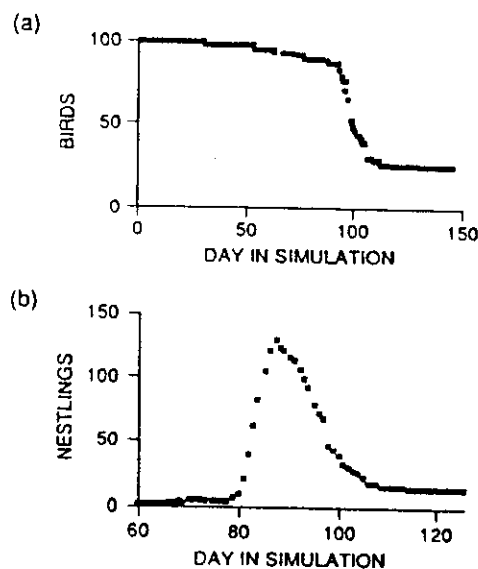 (a)
100
50
0
BIRDS
0 50 100 150
DAY IN SIMULATION
(b)
150
100
50
0
NESTLINGS
60 80 100 120
DAY IN SIMULATION